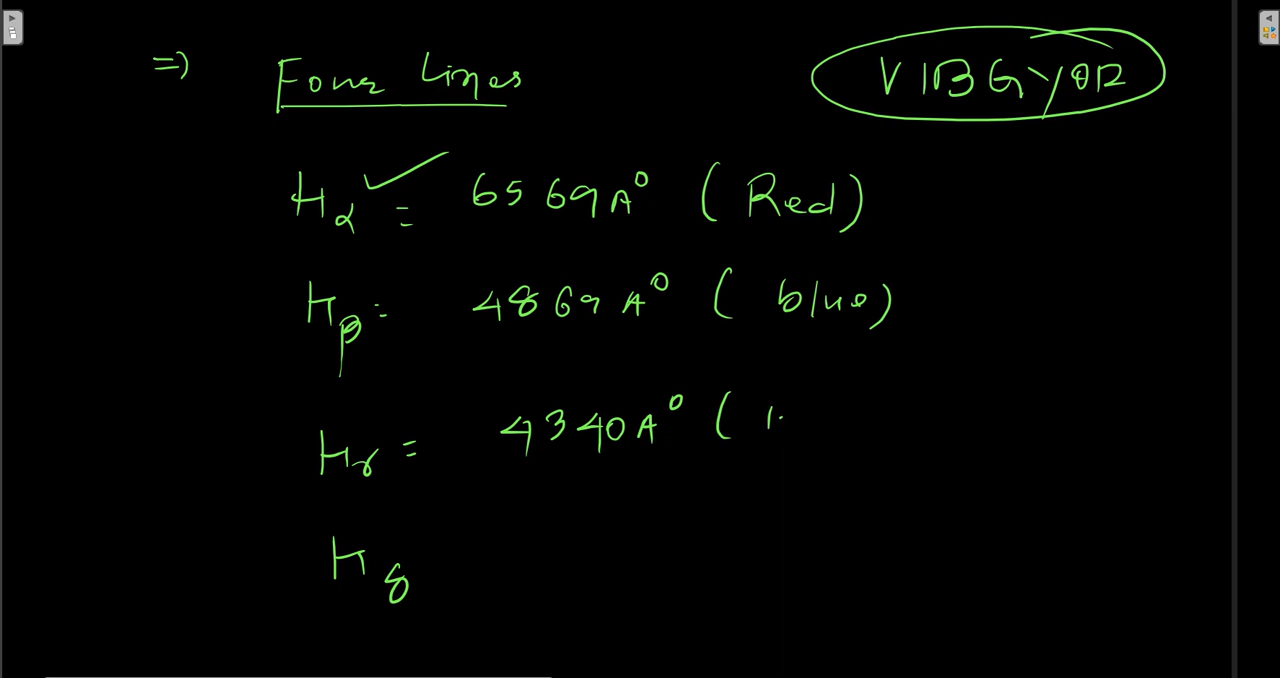 => Four Lines VIBGYOR
Hα = 6569 A° (Red)
Hβ = 4869 A° ( blue)
Hγ = 4340 A° (
Hδ